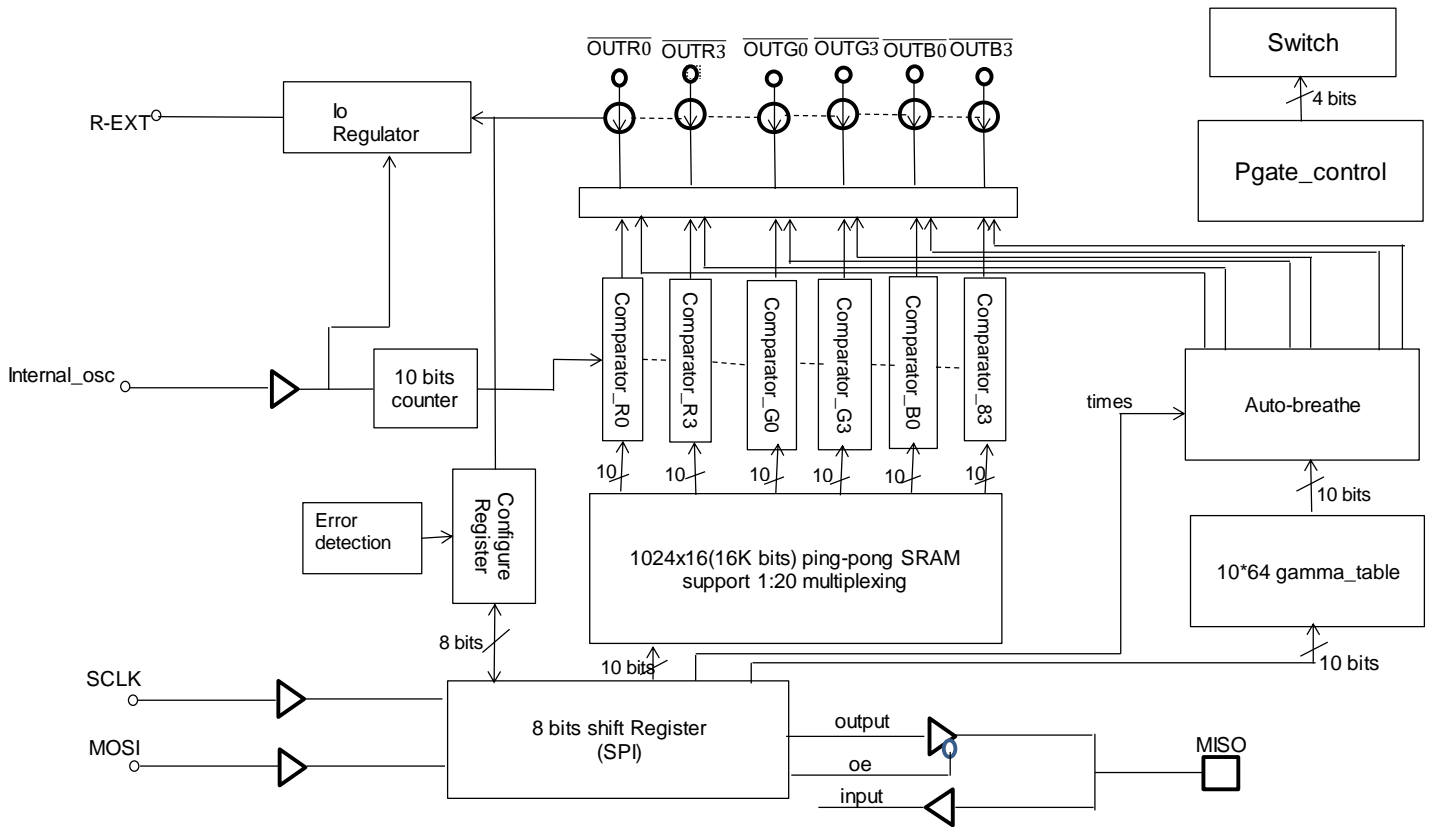 OUTR0 OUTR3 OUTG0 OUTG3 OUTB0 OUTB3
Switch
4 bits
Pgate_control
R-EXT
Io
Regulator
Internal_osc
10 bits
counter
Comparator_R0
Comparator_R3
Comparator_G0
Comparator_G3
Comparator_B0
Comparator_83
times
Auto-breathe
10 10 10 10 10 10
10 bits
Error
detection
Configure
Register
1024x16(16K bits) ping-pong SRAM
support 1:20 multiplexing
10*64 gamma_table
8 bits
10 bits
10 bits
SCLK
MOSI
8 bits shift Register
(SPI)
output
oe
input
MISO